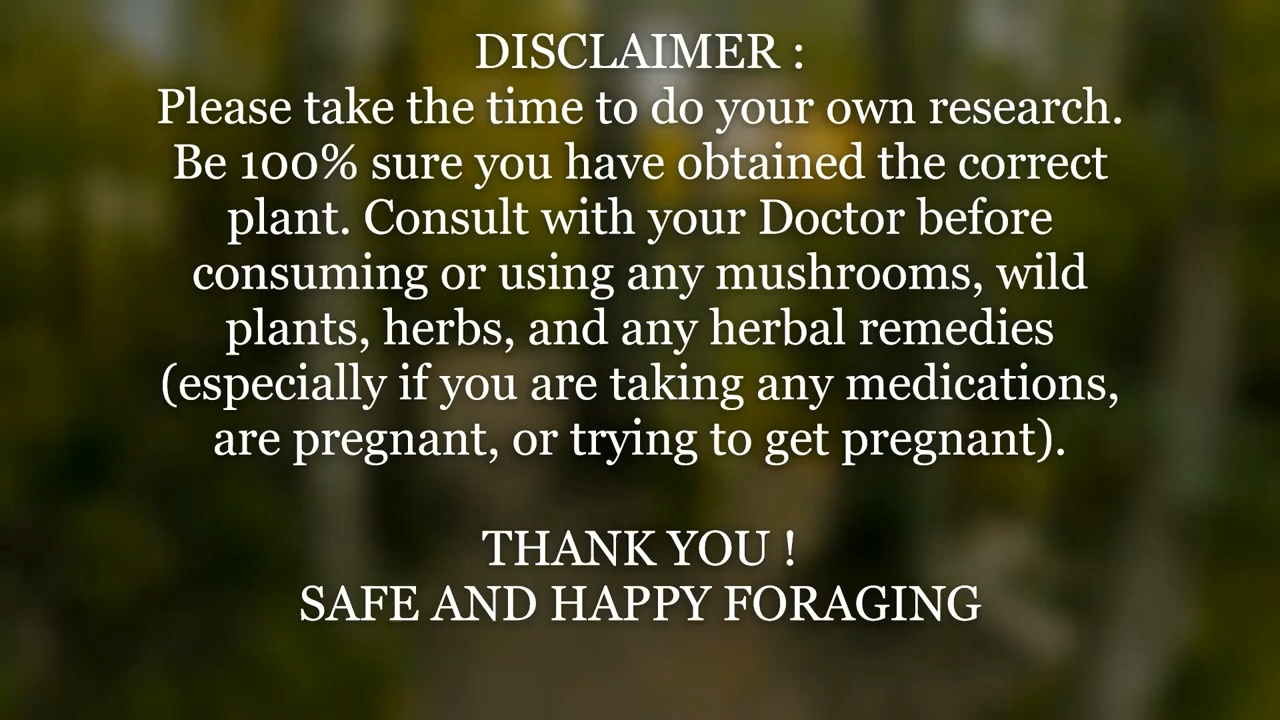 DISCLAIMER :
Please take the time to do your own research.
Be 100% sure you have obtained the correct
plant. Consult with your Doctor before
consuming or using any mushrooms, wild
plants, herbs, and any herbal remedies
(especially if you are taking any medications,
are pregnant, or trying to get pregnant).
THANK YOU !
SAFE AND HAPPY FORAGING